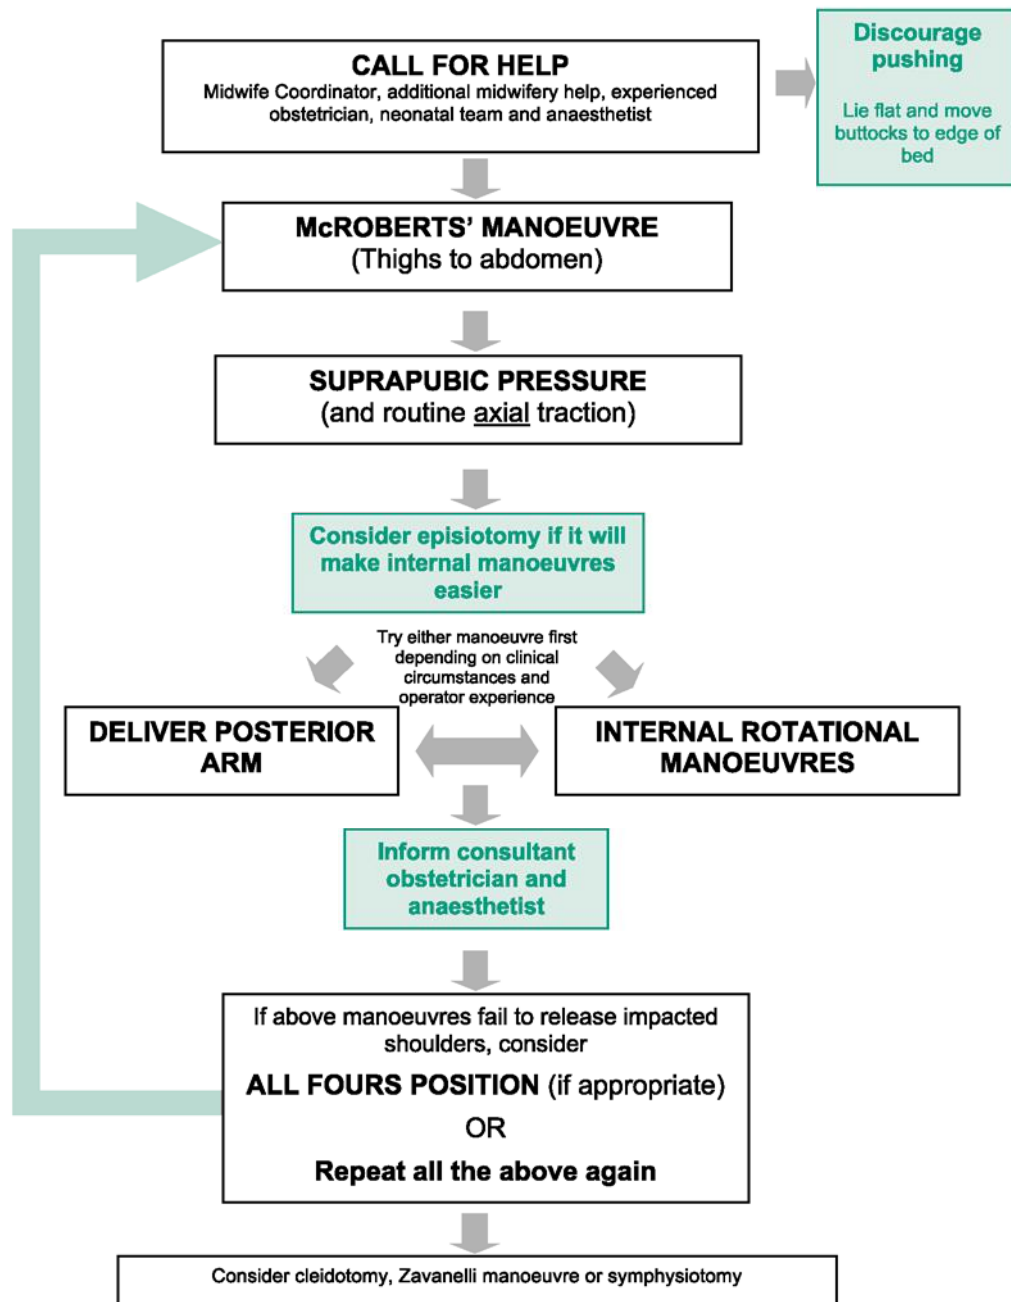 CALL FOR HELP
Midwife Coordinator, additional midwifery help, experienced
obstetrician, neonatal team and anaesthetist
Discourage
pushing
Lie flat and move
buttocks to edge of
bed
McROBERTS’ MANOEUVRE
(Thighs to abdomen)
SUPRAPUBIC PRESSURE
(and routine axial traction)
Consider episiotomy if it will
make internal manoeuvres
easier
Try either manoeuvre first
depending on clinical
circumstances and
operator experience
DELIVER POSTERIOR
ARM
INTERNAL ROTATIONAL
MANOEUVRES
Inform consultant
obstetrician and
anaesthetist
If above manoeuvres fail to release impacted
shoulders, consider
ALL FOURS POSITION (if appropriate)
OR
Repeat all the above again
Consider cleidotomy, Zavanelli manoeuvre or symphysiotomy